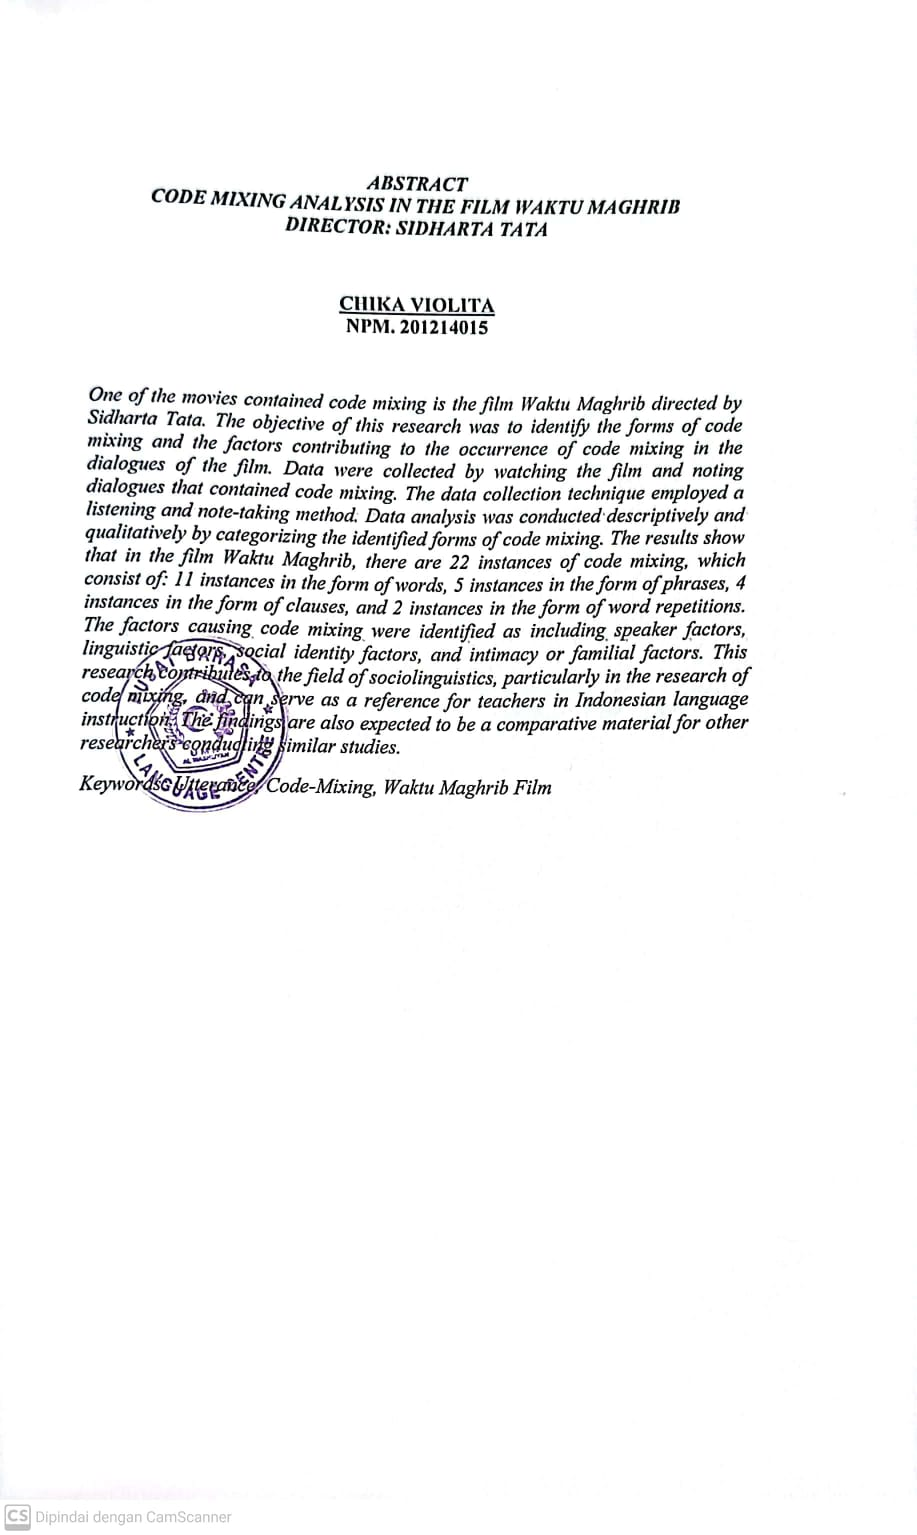 ABSTRACT
CODE MIXING ANALYSIS IN THE FILM WAKTU MAGHRIB
DIRECTOR: SIDHARTA TATA
CHIKA VIOLITA
NPM. 201214015
One of the movies contained code mixing is the film Waktu Maghrib directed by
Sidharta Tata. The objective of this research was to identify the forms of code
mixing and the factors contributing to the occurrence of code mixing in the
dialogues of the film. Data were collected by watching the film and noting
dialogues that contained code mixing. The data collection technique employed a
listening and note-taking method. Data analysis was conducted descriptively and
qualitatively by categorizing the identified forms of code mixing. The results show
that in the film Waktu Maghrib, there are 22 instances of code mixing, which
consist of: 11 instances in the form of words, 5 instances in the form of phrases, 4
instances in the form of clauses, and 2 instances in the form of word repetitions.
The factors causing code mixing were identified as including speaker factors,
linguistic factors, social identity factors, and intimacy or familial factors. This
research contributes to the field of sociolinguistics, particularly in the research of
code mixing, and can serve as a reference for teachers in Indonesian language
instruction. The findings are also expected to be a comparative material for other
researchers conducting similar studies.
Keywords: Utterance, Code-Mixing, Waktu Maghrib Film
PUSAT BAHASA
LANGUAGE CENTRE
CS Dipindai dengan CamScanner